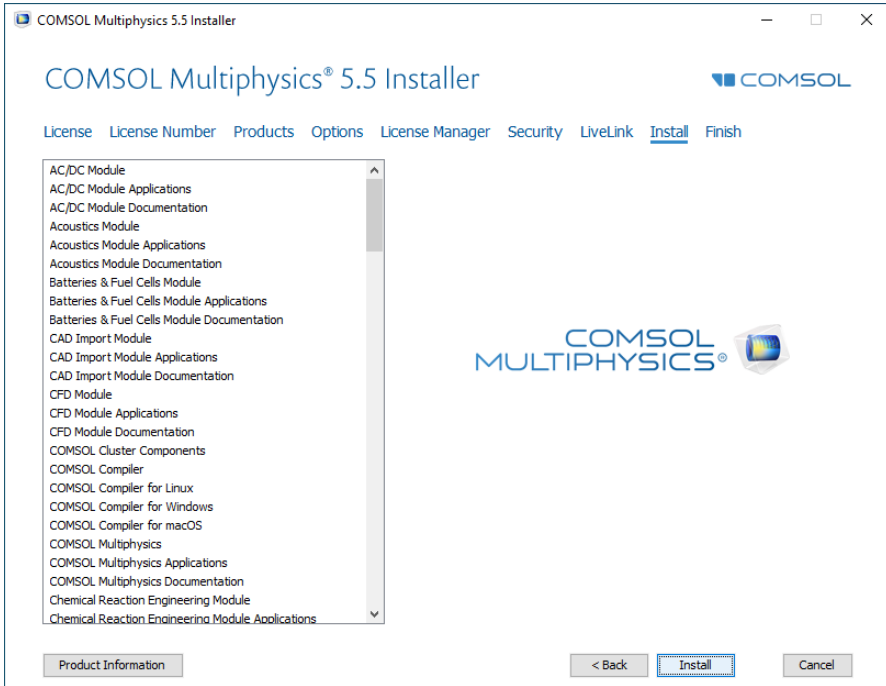 COMSOL Multiphysics 5.5 Installer
COMSOL Multiphysics® 5.5 Installer
COMSOL
License License Number Products Options License Manager Security LiveLink Install Finish
AC/DC Module
AC/DC Module Applications
AC/DC Module Documentation
Acoustics Module
Acoustics Module Applications
Acoustics Module Documentation
Batteries & Fuel Cells Module
Batteries & Fuel Cells Module Applications
Batteries & Fuel Cells Module Documentation
CAD Import Module
CAD Import Module Applications
CAD Import Module Documentation
CFD Module
CFD Module Applications
CFD Module Documentation
COMSOL Cluster Components
COMSOL Compiler
COMSOL Compiler for Linux
COMSOL Compiler for Windows
COMSOL Compiler for macOS
COMSOL Multiphysics
COMSOL Multiphysics Applications
COMSOL Multiphysics Documentation
Chemical Reaction Engineering Module
Chemical Reaction Engineering Module Applications
COMSOL
MULTIPHYSICS®
Product Information < Back Install Cancel